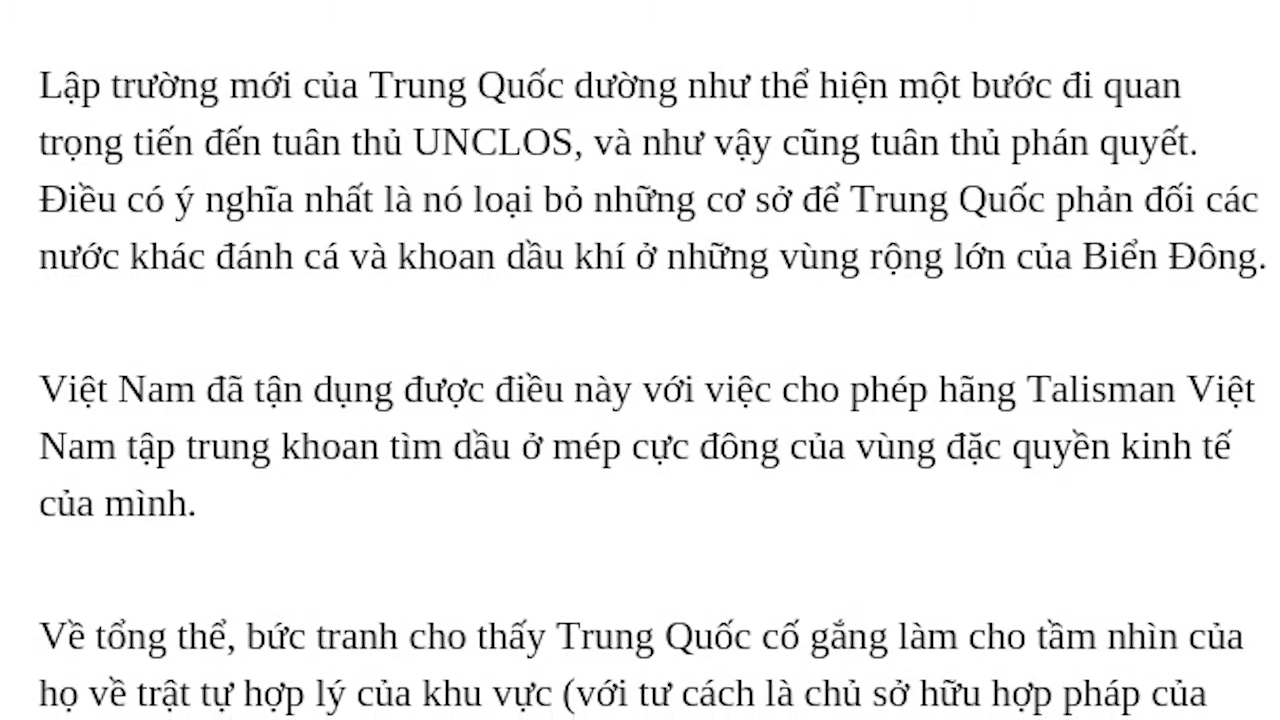 Lập trường mới của Trung Quốc dường như thể hiện một bước đi quan
trọng tiến đến tuân thủ UNCLOS, và như vậy cũng tuân thủ phán quyết.
Điều có ý nghĩa nhất là nó loại bỏ những cơ sở để Trung Quốc phản đối các
nước khác đánh cá và khoan dầu khí ở những vùng rộng lớn của Biển Đông.
Việt Nam đã tận dụng được điều này với việc cho phép hãng Talisman Việt
Nam tập trung khoan tìm dầu ở mép cực đông của vùng đặc quyền kinh tế
của mình.
Về tổng thể, bức tranh cho thấy Trung Quốc cố gắng làm cho tầm nhìn của
họ về trật tự hợp lý của khu vực (với tư cách là chủ sở hữu hợp pháp của